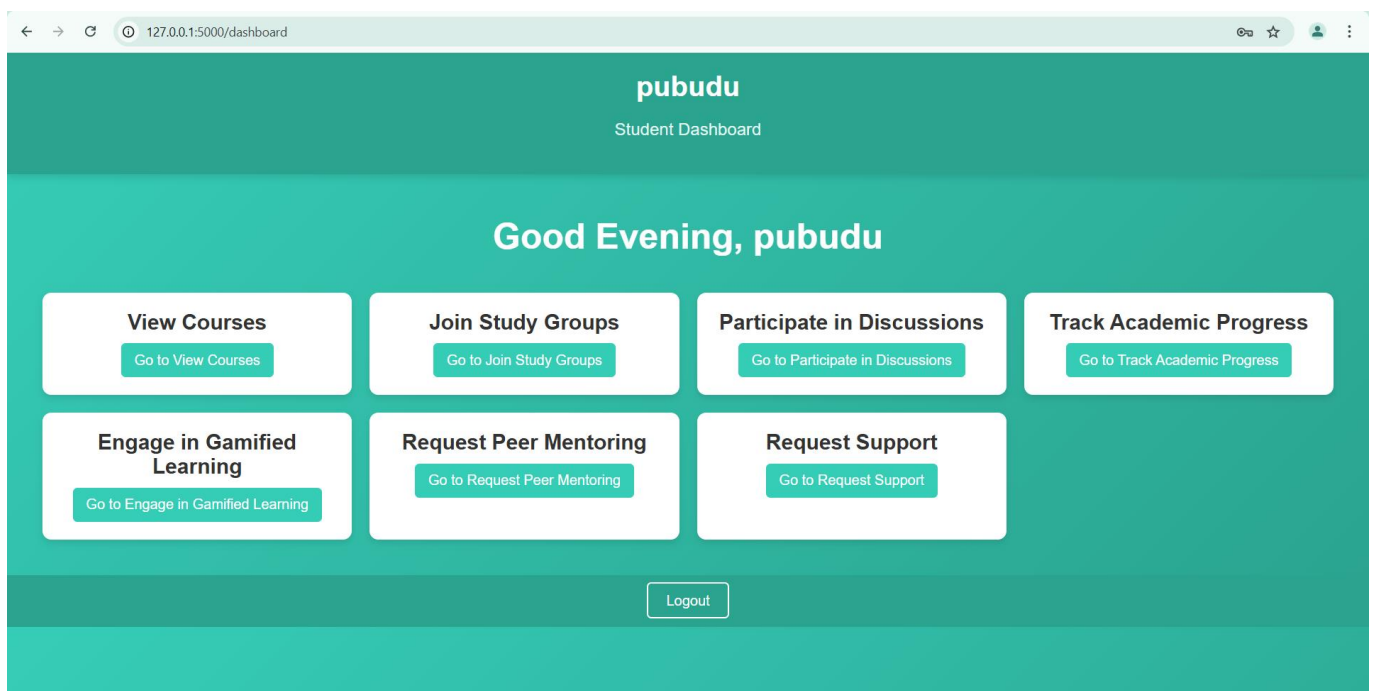 127.0.0.1:5000/dashboard
pubudu
Student Dashboard
Good Evening, pubudu
View Courses
Go to View Courses
Join Study Groups
Go to Join Study Groups
Participate in Discussions
Go to Participate in Discussions
Track Academic Progress
Go to Track Academic Progress
Engage in Gamified
Learning
Go to Engage in Gamified Learning
Request Peer Mentoring
Go to Request Peer Mentoring
Request Support
Go to Request Support
Logout